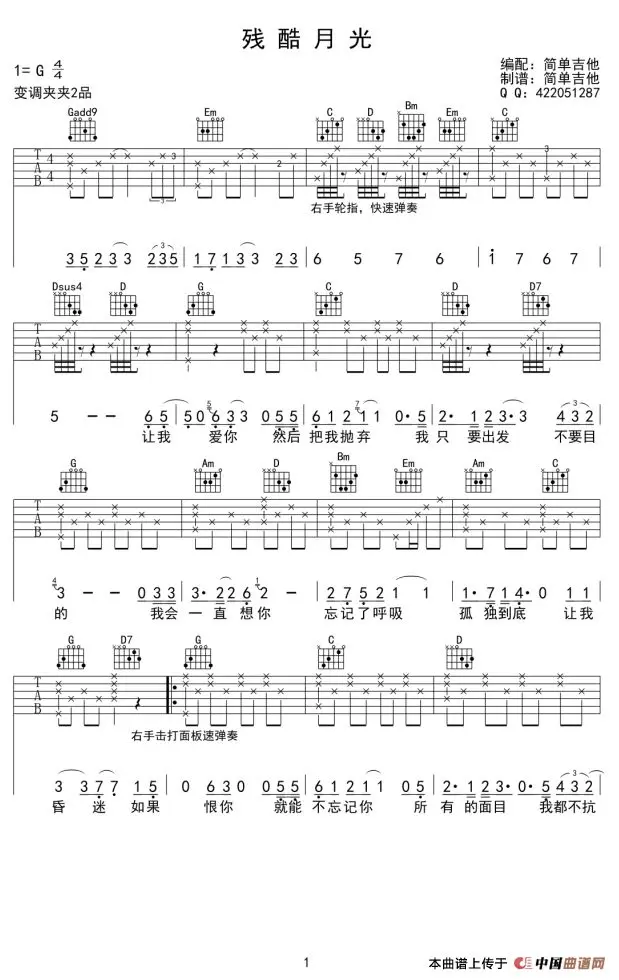 残酷月光
1= G 4/4
编配：简单吉他
制谱：简单吉他
变调夹夹2品
Q Q：422051287
Gadd9 Em C D Bm Em C
右手轮指，快速弹奏
3 5 2 3 3 2 3 5 1 7 1 3 3 2 3 6 5 7 6 1 7 6 7
Dsus4 D G C D D7
5 - - 6 5 5 0 6 3 3 0 5 5 6 1 2 1 1 0· 5 2· 1 2 3· 3 4 3 2
让我 爱你 然后 把我抛弃 我 只 要出发 不要目
G Am D Bm Em Am C
3 - - 0 3 3 3· 2 2 6 2 - 2 7 5 2 1 1 1· 7 1 4· 0 1 1
的 我会 一直 想你 忘记了呼吸 孤 独到底 让我
G D7 G C D
右手击打面板速弹奏
3 3 7 7 1 5 0 6 3 0 0 5 5 6 1 2 1 1 0 5 2· 1 2 3· 0· 5 4 3 2
昏 迷 如果 恨你 就能 不忘记你 所 有 的面目 我都不抗
1
本曲谱上传于 中国曲谱网